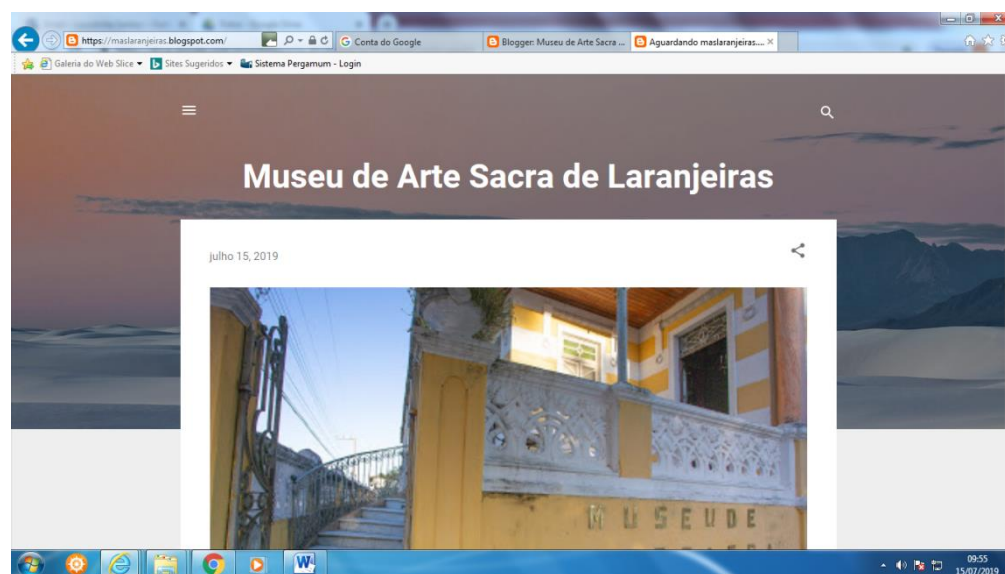 https://maslaranjeiras.blogspot.com/
Conta do Google
Blogger: Museu de Arte Sacra ...
Aguardando maslaranjeiras....
Galeria do Web Slice
Sites Sugeridos
Sistema Pergamum - Login
Museu de Arte Sacra de Laranjeiras
julho 15, 2019
MUSEU DE
09:55
15/07/2019